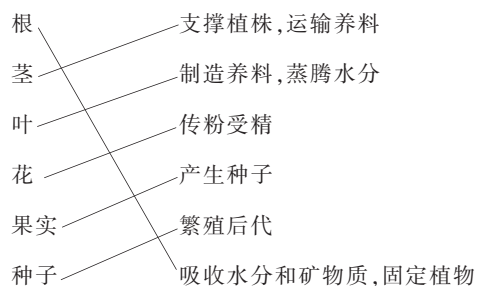 根 支撑植株,运输养料
茎 制造养料,蒸腾水分
叶 传粉受精
花 产生种子
果实 繁殖后代
种子 吸收水分和矿物质,固定植物